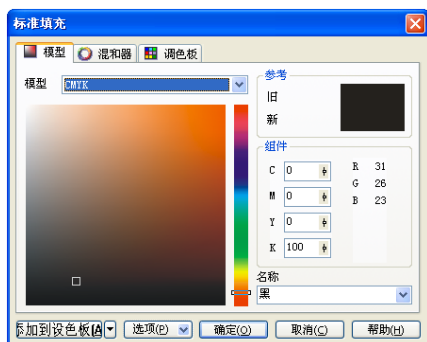 标准填充
模型 混和器 调色板
模型 CMYK
参考
旧
新
组件
C 0 R 31
M 0 G 26
Y 0 B 23
K 100
名称
黑
添加到设色板(A 选项(P) 确定(O) 取消(C) 帮助(H)